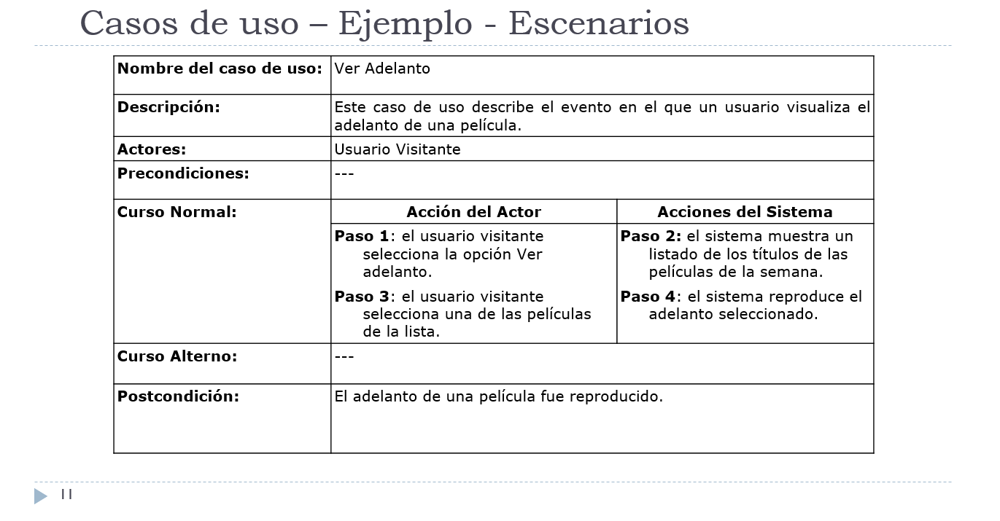 Casos de uso – Ejemplo - Escenarios
Nombre del caso de uso: Ver Adelanto
Descripción: Este caso de uso describe el evento en el que un usuario visualiza el
adelanto de una película.
Actores: Usuario Visitante
Precondiciones: ---
Curso Normal: Acción del Actor Acciones del Sistema
Paso 1: el usuario visitante
selecciona la opción Ver
adelanto.
Paso 2: el sistema muestra un
listado de los títulos de las
películas de la semana.
Paso 3: el usuario visitante
selecciona una de las películas
de la lista.
Paso 4: el sistema reproduce el
adelanto seleccionado.
Curso Alterno: ---
Postcondición: El adelanto de una película fue reproducido.
11